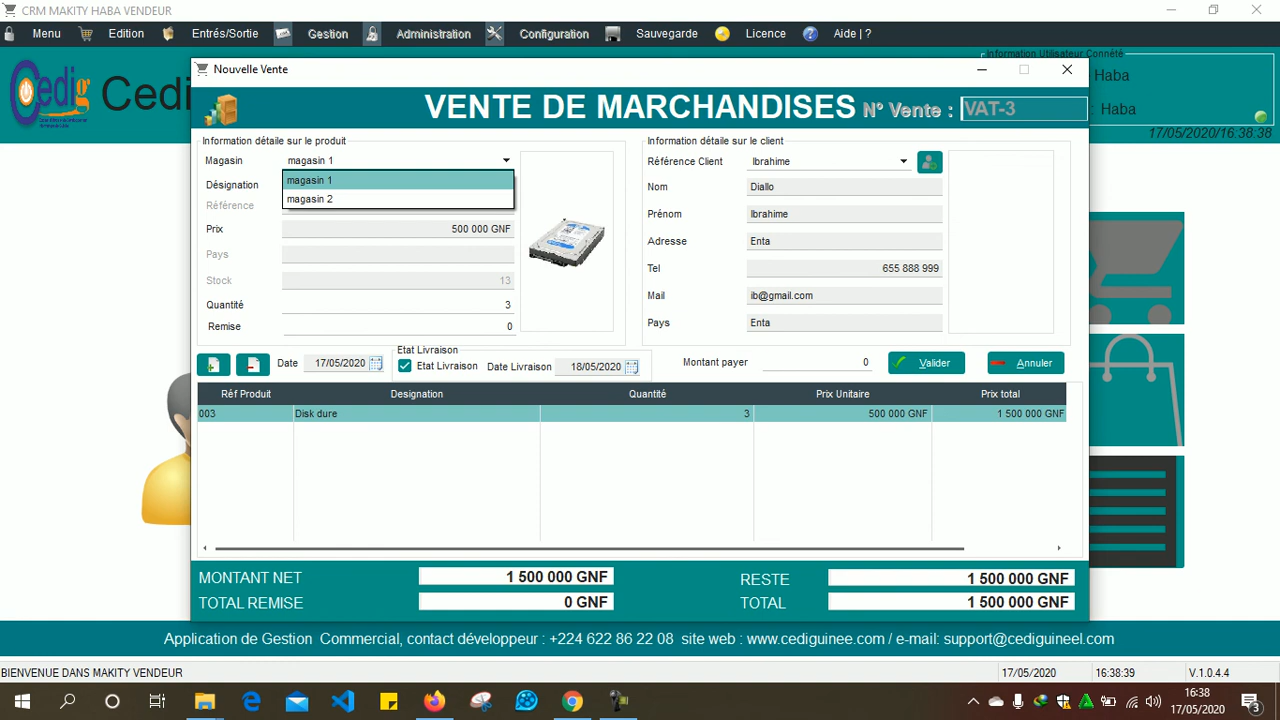 CRM MAKITY HABA VENDEUR
Menu Edition Entrés/Sortie Gestion Administration Configuration Sauvegarde Licence Aide | ?
Cedig Cedi
Information Utilisateur Connété
Haba
Haba
17/05/2020/16:38:38
Nouvelle Vente
VENTE DE MARCHANDISES N° Vente : VAT-3
Information détaile sur le produit
Magasin magasin 1
magasin 1
magasin 2
Désignation
Référence
Prix 500 000 GNF
Pays
Stock 13
Quantité 3
Remise 0
Information détaile sur le client
Référence Client Ibrahime
Nom Diallo
Prénom Ibrahime
Adresse Enta
Tel 655 888 999
Mail ib@gmail.com
Pays Enta
Date 17/05/2020
Etat Livraison
Etat Livraison Date Livraison 18/05/2020
Montant payer 0 Valider Annuler
Réf Produit Designation Quantité Prix Unitaire Prix total
003 Disk dure 3 500 000 GNF 1 500 000 GNF
MONTANT NET 1 500 000 GNF RESTE 1 500 000 GNF
TOTAL REMISE 0 GNF TOTAL 1 500 000 GNF
Application de Gestion Commercial, contact développeur : +224 622 86 22 08 site web : www.cediguinee.com / e-mail: support@cediguineel.com
BIENVENUE DANS MAKITY VENDEUR 17/05/2020 16:38:39 V.1.0.4.4
16:38
17/05/2020
3